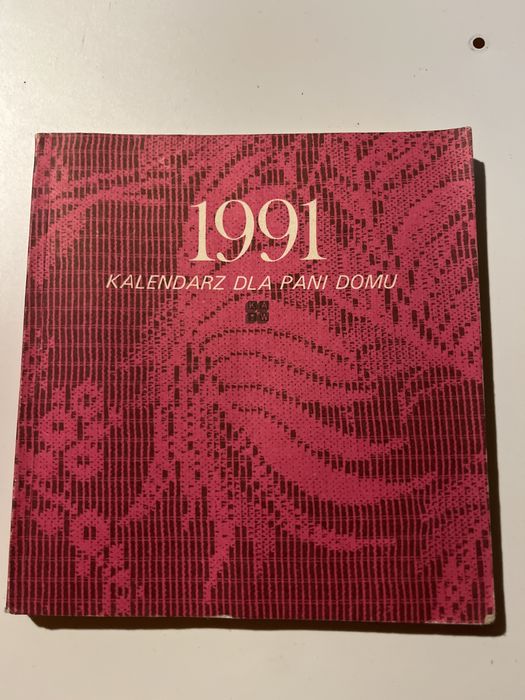 1991
KALENDARZ DLA PANI DOMU